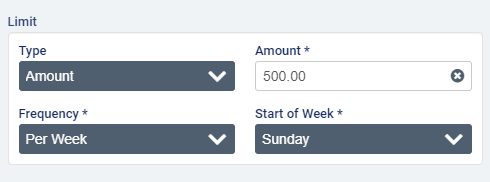 Limit
Type
Amount *
Amount
500.00
Frequency *
Start of Week *
Per Week
Sunday